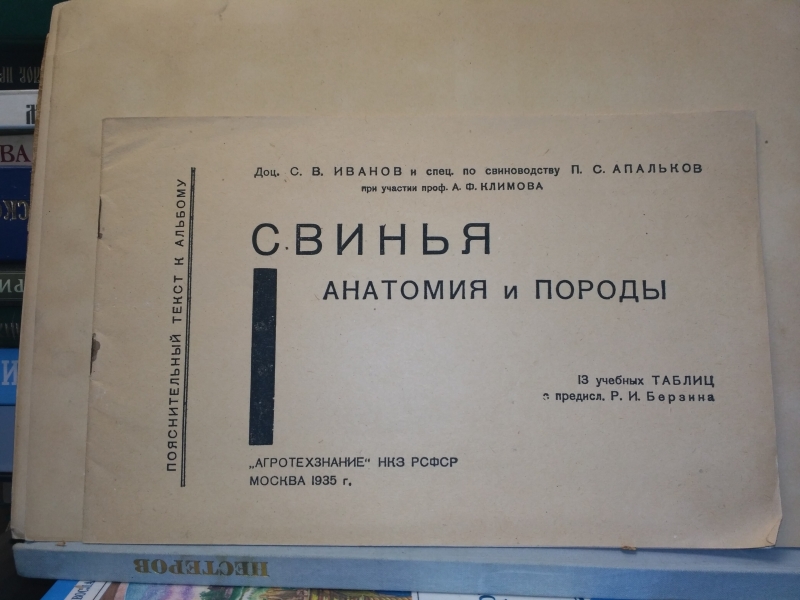 Доц. С. В. ИВАНОВ и спец. по свиноводству П. С. АПАЛЬКОВ
при участии проф. А. Ф. КЛИМОВА
ПОЯСНИТЕЛЬНЫЙ ТЕКСТ К АЛЬБОМУ
СВИНЬЯ
АНАТОМИЯ и ПОРОДЫ
13 учебных ТАБЛИЦ
с предисл. Р. И. Берзина
„АГРОТЕХЗНАНИЕ" НКЗ РСФСР
МОСКВА 1935 г.
НЕСТЕРОВ